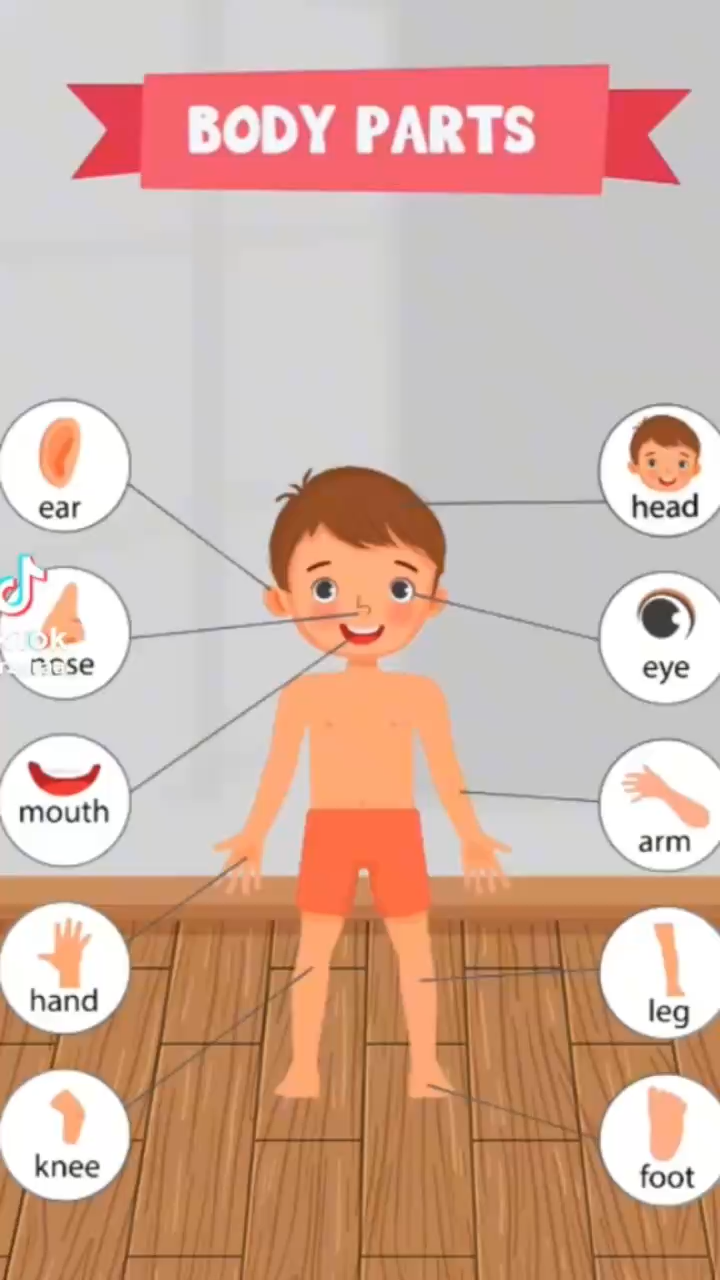 BODY PARTS
ear
head
nose
eye
mouth
arm
hand
leg
knee
foot